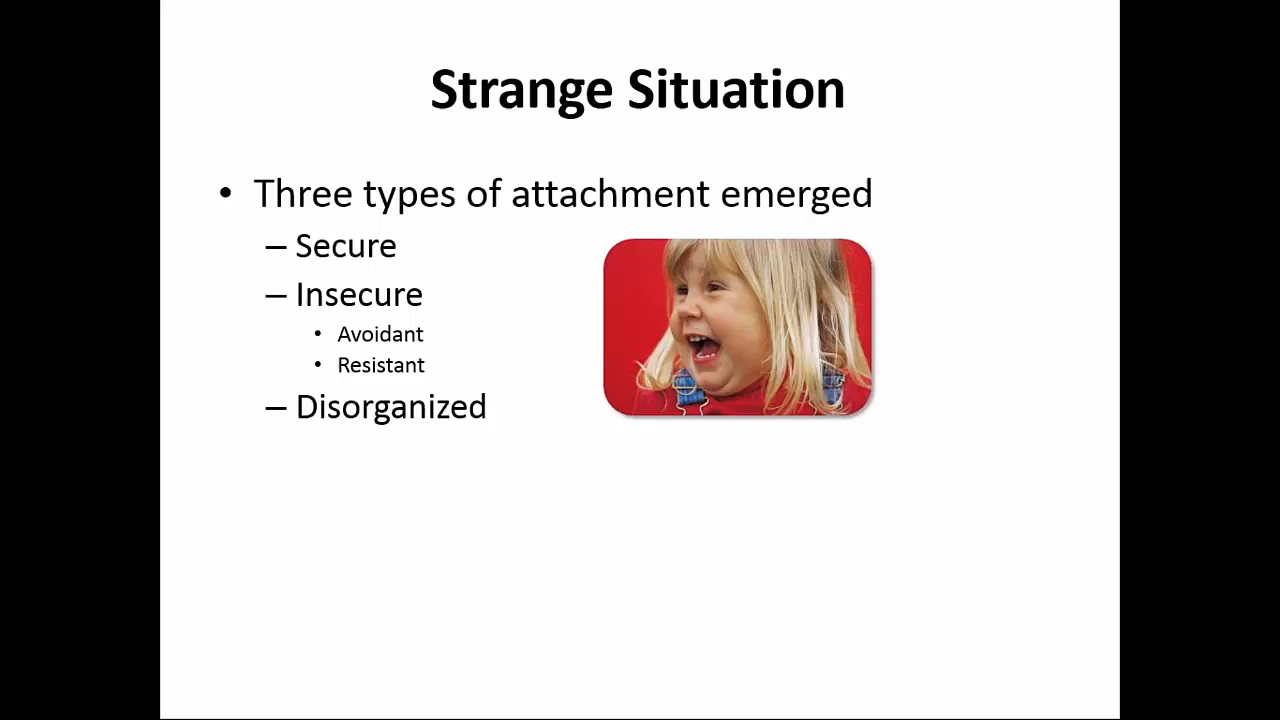 Strange Situation
• Three types of attachment emerged
– Secure
– Insecure
• Avoidant
• Resistant
– Disorganized